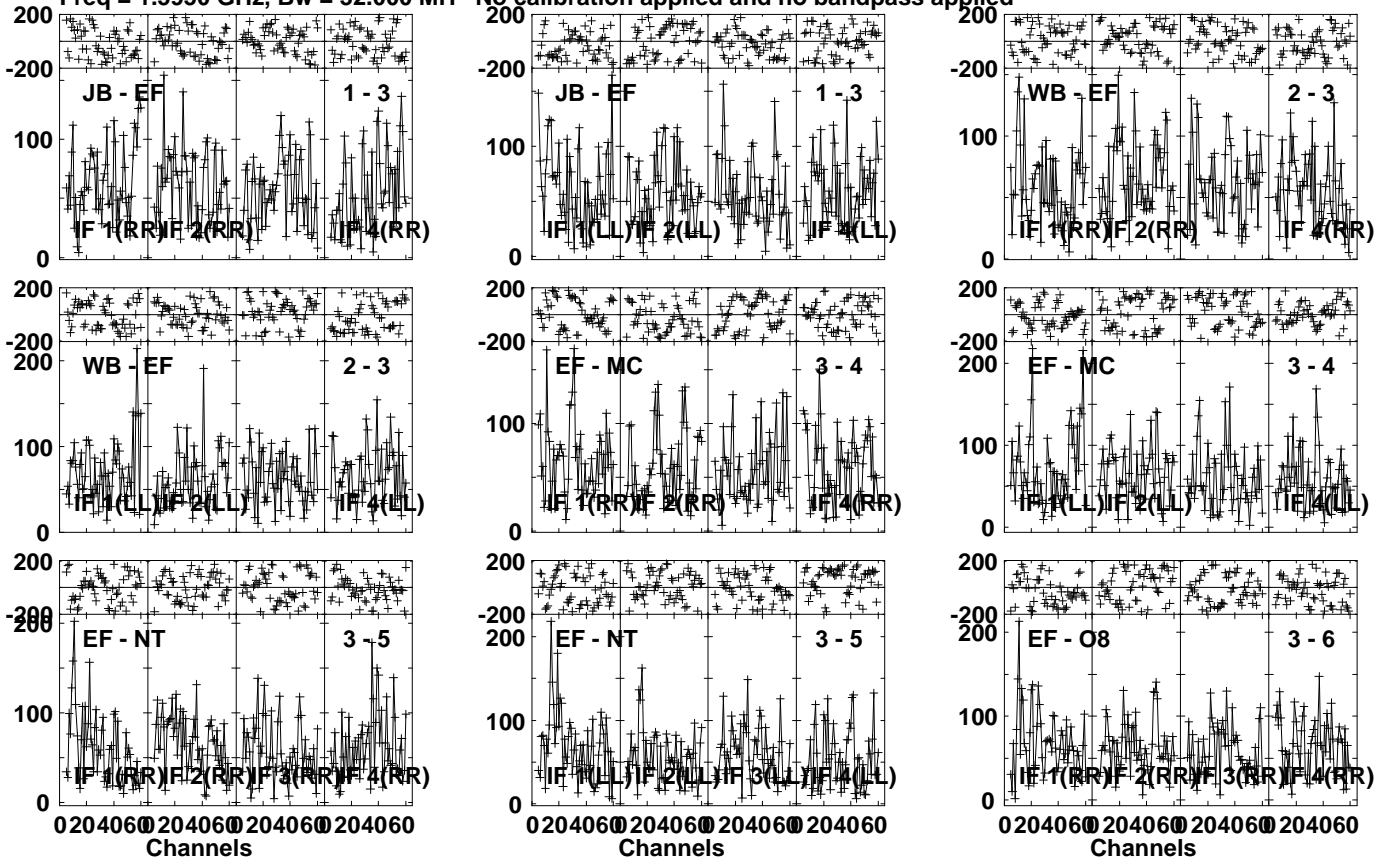 Bw = 32.000 MH No calibration applied and no bandpass applied
200
-200
JB - EF
1 - 3
100
IF 1(RR) IF 2(RR) IF 4(RR)
0
200
-200
JB - EF
1 - 3
100
IF 1(LL) IF 2(LL) IF 4(LL)
0
200
-200
WB - EF
2 - 3
100
IF 1(RR) IF 2(RR) IF 4(RR)
0
200
-200
200
WB - EF
2 - 3
100
IF 1(LL) IF 2(LL) IF 4(LL)
0
200
-200
EF - MC
3 - 4
100
IF 1(RR) IF 2(RR) IF 4(RR)
0
200
-200
200
EF - MC
3 - 4
100
IF 1(LL) IF 2(LL) IF 4(LL)
0
200
-200
200
EF - NT
3 - 5
100
IF 1(RR) IF 2(RR) IF 3(RR) IF 4(RR)
0
0 20 40 60 0 20 40 60 0 20 40 60 0 20 40 60
Channels
200
-200
200
EF - NT
3 - 5
100
IF 1(LL) IF 2(LL) IF 3(LL) IF 4(LL)
0
0 20 40 60 0 20 40 60 0 20 40 60 0 20 40 60
Channels
200
-200
200
EF - O8
3 - 6
100
IF 1(RR) IF 2(RR) IF 3(RR) IF 4(RR)
0
0 20 40 60 0 20 40 60 0 20 40 60 0 20 40 60
Channels